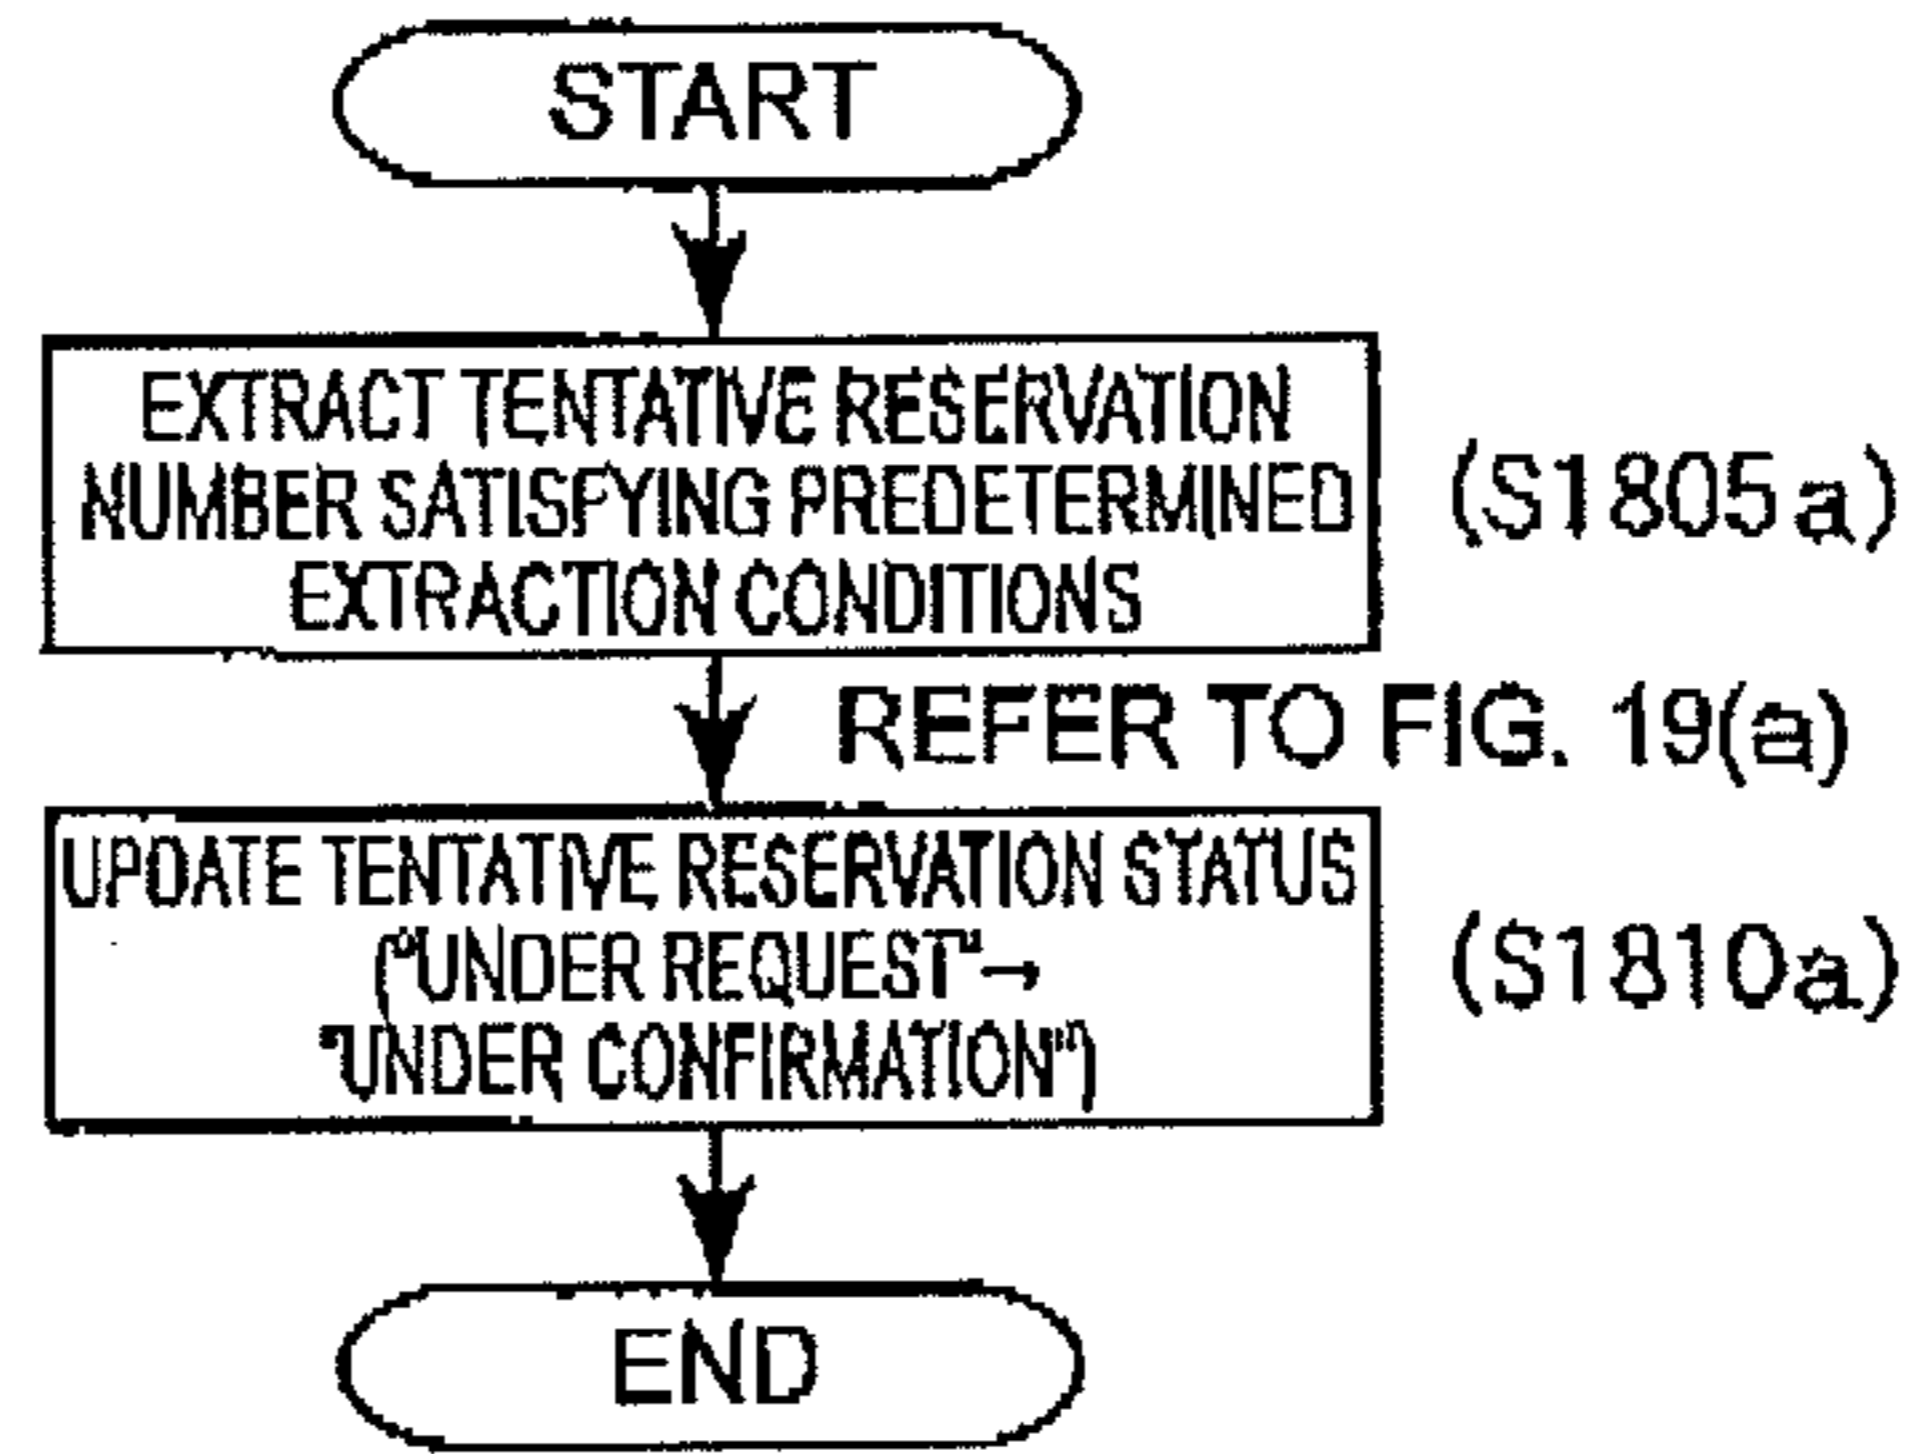 START
EXTRACT TENTATIVE RESERVATION
NUMBER SATISFYING PREDETERMINED
EXTRACTION CONDITIONS
(S1805a)
REFER TO FIG. 19(a)
UPDATE TENTATIVE RESERVATION STATUS
("UNDER REQUEST"→
"UNDER CONFIRMATION")
(S1810a)
END